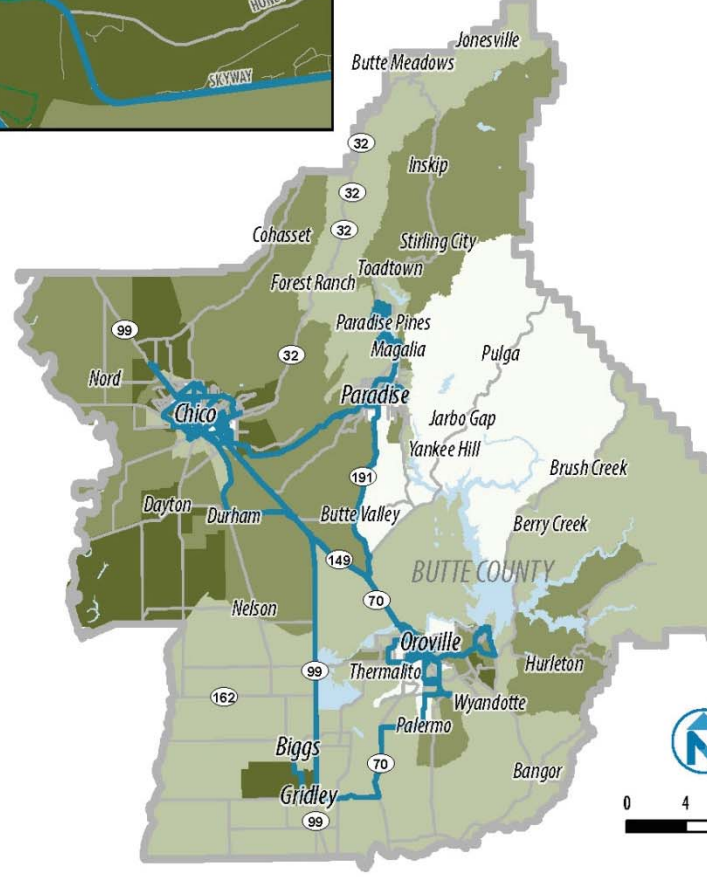 SKYWAY
Jonesville
Butte Meadows
32
Inskip
32
Cohasset
32
Stirling City
Toadtown
Forest Ranch
99
Paradise Pines
32
Magalia
Pulga
Nord
Paradise
Chico
Jarbo Gap
Yankee Hill
Brush Creek
191
Dayton
Durham
Butte Valley
Berry Creek
149
BUTTE COUNTY
70
Nelson
Oroville
99
Thermalito
Hurleton
162
Wyandotte
Palermo
Biggs
70
Bangor
Gridley
99
N
0 4